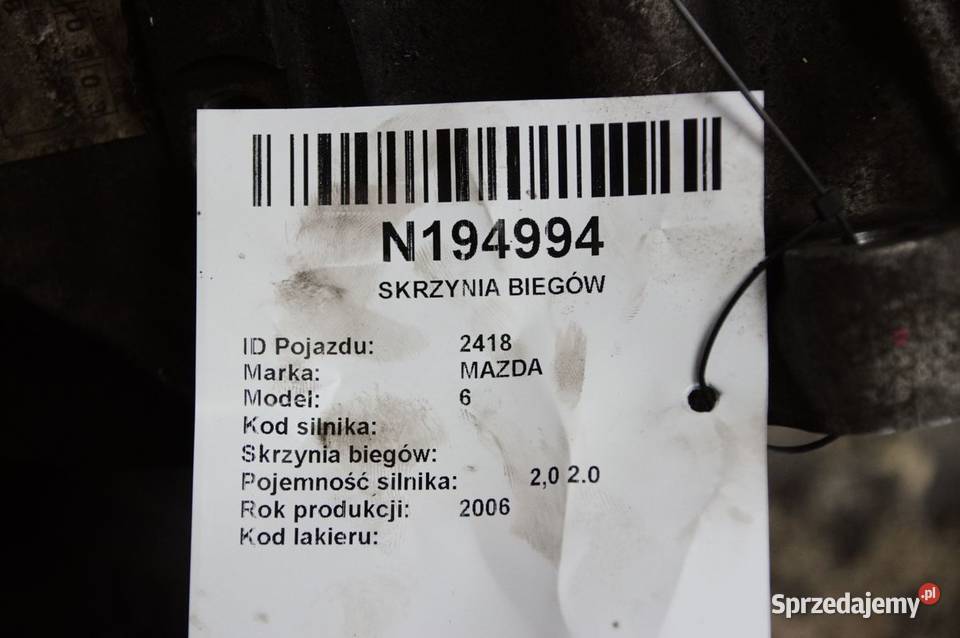 N194994
SKRZYNIA BIEGÓW
ID Pojazdu: 2418
Marka: MAZDA
Model: 6
Kod silnika:
Skrzynia biegów:
Pojemność silnika: 2,0 2.0
Rok produkcji: 2006
Kod lakieru:
Sprzedajemy.pl